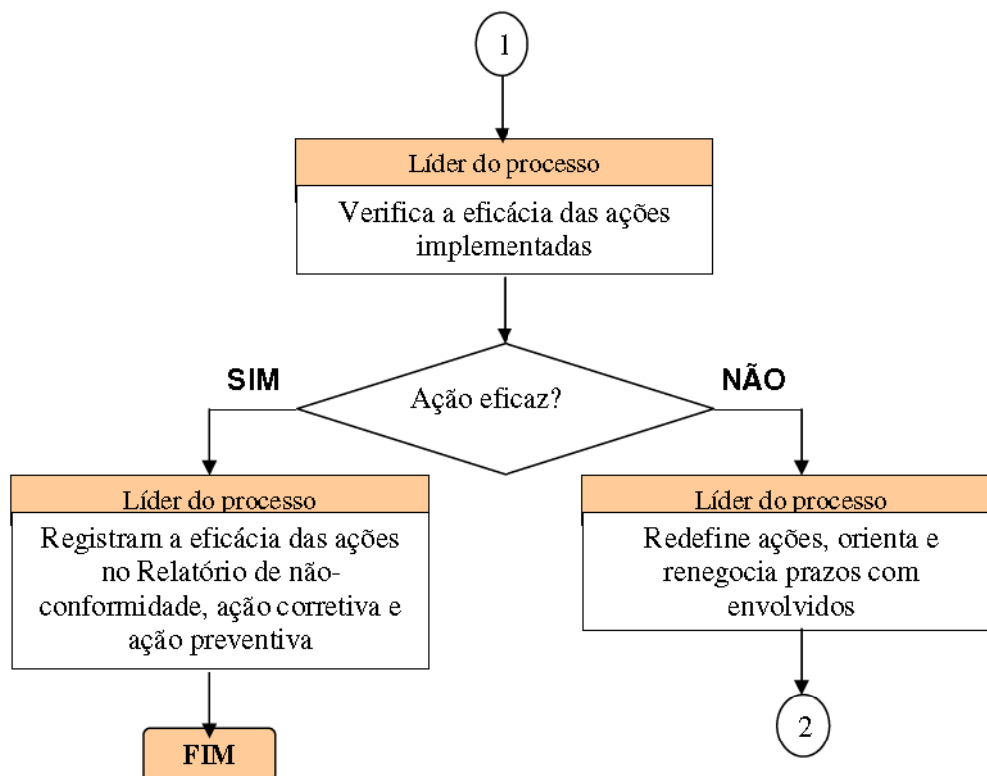 1
Líder do processo
Verifica a eficácia das ações
implementadas
Ação eficaz?
SIM
NÃO
Líder do processo
Registram a eficácia das ações
no Relatório de não-
conformidade, ação corretiva e
ação preventiva
FIM
Líder do processo
Redefine ações, orienta e
renegocia prazos com
envolvidos
2